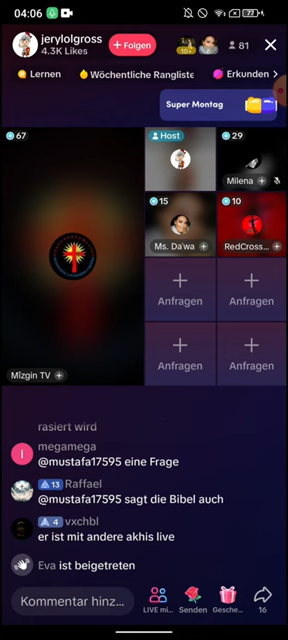 04:06
77
jerylolgross
4.3K Likes
+ Folgen
10+
81
Lernen
Wöchentliche Rangliste
Erkunden
Super Montag
67
Host
29
Milena
15
10
Ms. Da'wa
RedCross...
Anfragen
Anfragen
Anfragen
Anfragen
Mîzgin TV
rasiert wird
megamega
@mustafa17595 eine Frage
13 Raffael
@mustafa17595 sagt die Bibel auch
4 vxchbl
er ist mit andere akhis live
Eva ist beigetreten
Kommentar hinz...
LIVE mi...
Senden
Gesche...
16